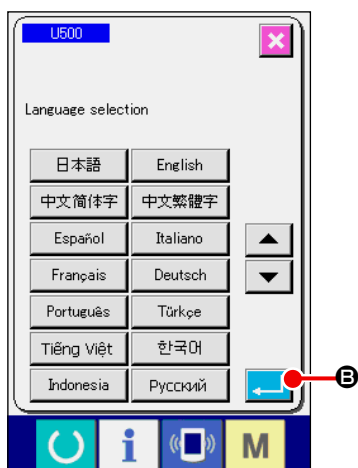 U500
Language selection
日本語 English
中文简体字 中文繁體字
Español Italiano
Français Deutsch
Português Türkçe
Tiếng Việt 한국어
Indonesia Русский
B
i M